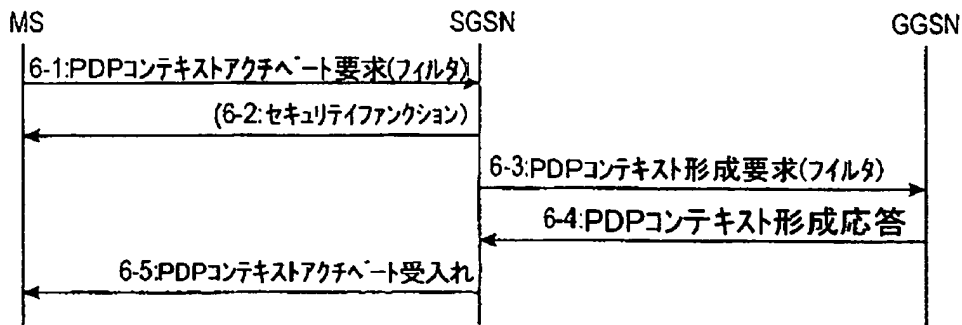 MS SGSN GGSN
6-1:PDPコンテキストアクチベート要求(フィルタ)
(6-2:セキュリテイファンクション)
6-3:PDPコンテキスト形成要求(フイルタ)
6-4:PDPコンテキスト形成応答
6-5:PDPコンテキストアクチベート受入れ